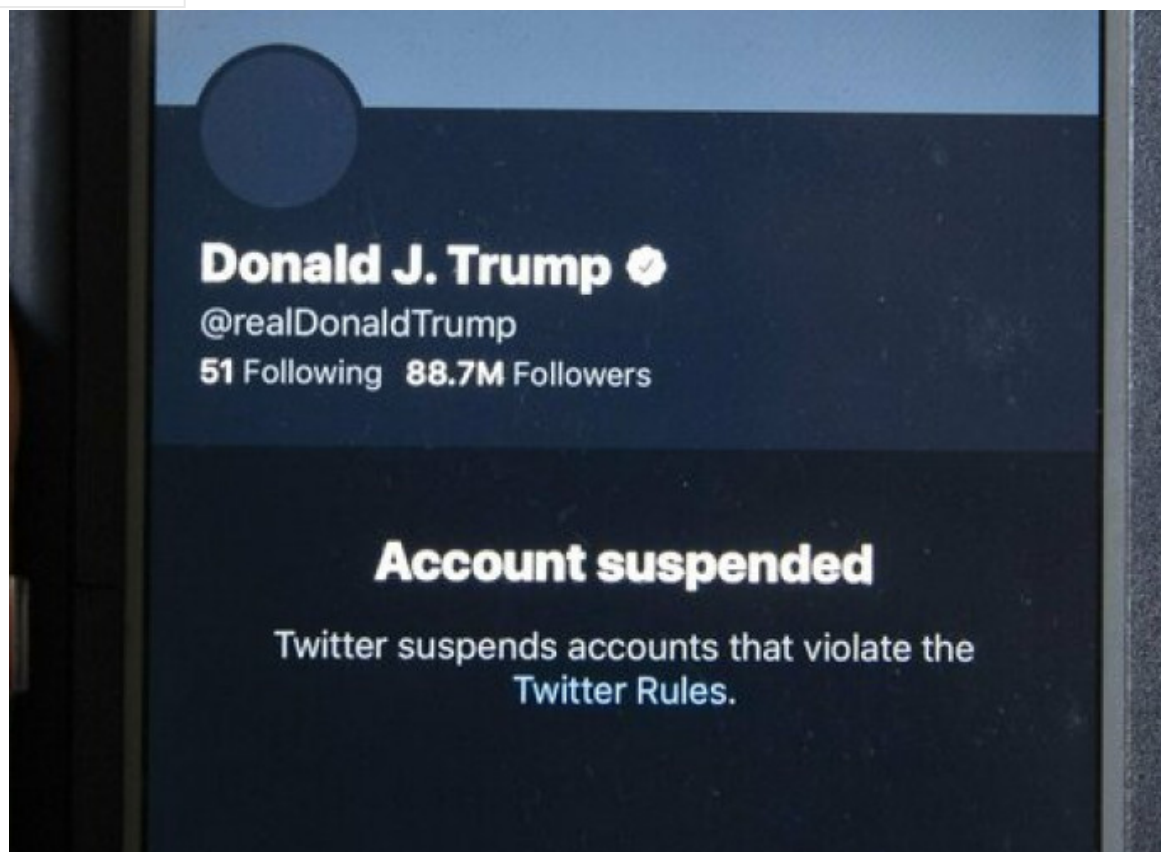 Donald J. Trump
@realDonaldTrump
51 Following 88.7M Followers
Account suspended
Twitter suspends accounts that violate the
Twitter Rules.